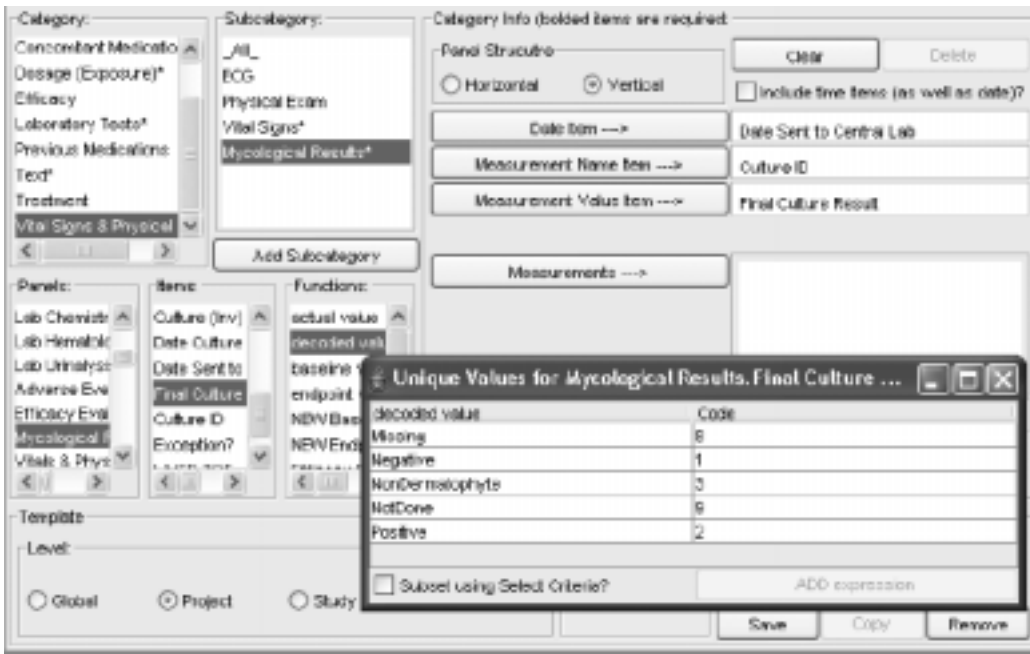 Category:
Concomitant Medicatio
Dosage (Exposure)*
Efficacy
Laboratory Tests*
Previous Medications
Text*
Treatment
Vital Signs & Physical
Subcategory:
_All_
ECG
Physical Exam
Vital Signs*
Mycological Results*
Add Subcategory
Category Info (bolded items are required
Panel Structure
Horizontal
Vertical
Clear
Delete
Include time items (as well as date)?
Date Item --->
Date Sent to Central Lab
Measurement Name Item --->
Culture ID
Measurement Value Item --->
Final Culture Result
Measurements --->
Panels:
Lab Chemistr
Lab Hematolo
Lab Urinalys
Adverse Eve
Efficacy Eval
Mycological R
Vitals & Phys
Items:
Culture (Inv)
Date Culture
Date Sent to
Final Culture
Culture ID
Exception?
Functions:
actual value
decoded valu
baseline
endpoint
NEW Bas
NEW Endp
Unique Values for Mycological Results.Final Culture ...
decoded value Code
Missing
Negative 1
NonDermatophyte 3
NotDone 9
Positive 2
Subset using Select Criteria?
ADD expression
Template
Level:
Global
Project
Study
Save
Copy
Remove